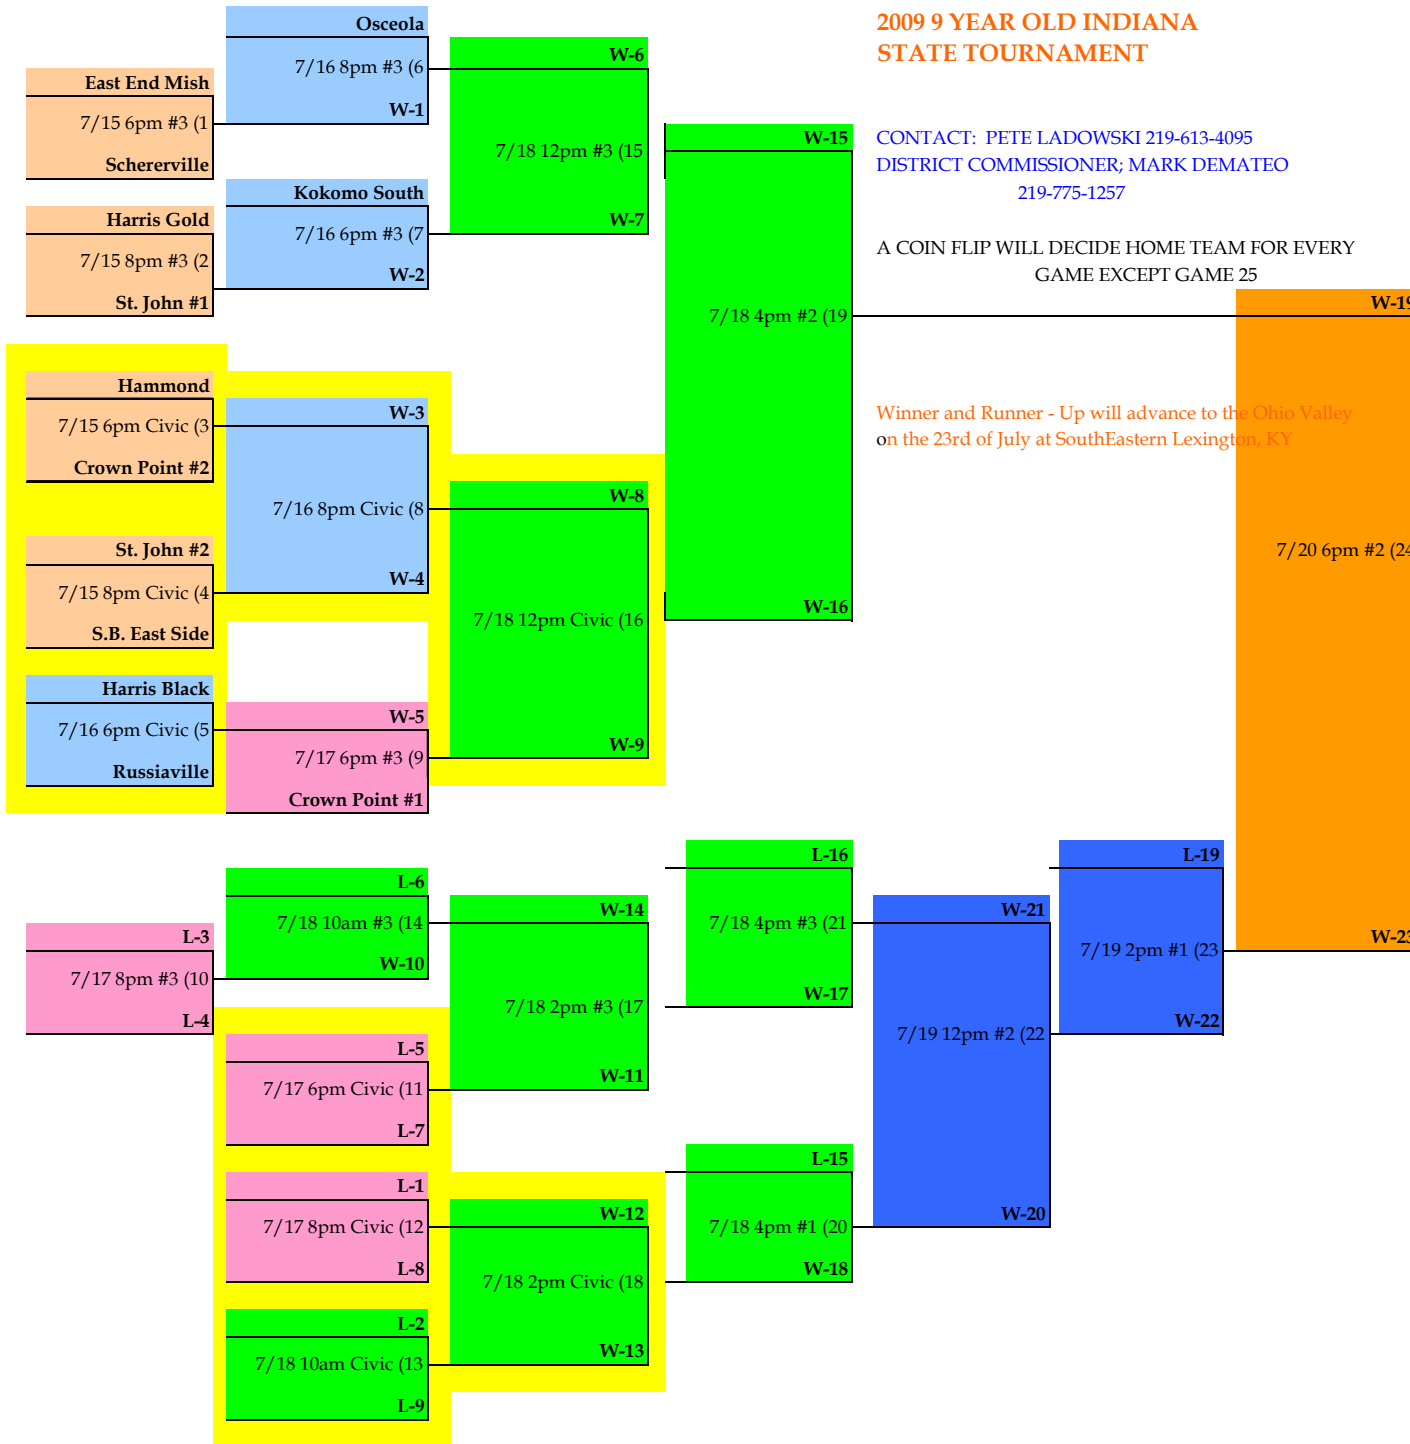 Osceola
7/16 8pm #3 (6
W-1
2009 9 YEAR OLD INDIANA
STATE TOURNAMENT
W-6
7/18 12pm #3 (15
W-7
East End Mish
7/15 6pm #3 (1
Schererville
Kokomo South
7/16 6pm #3 (7
W-2
Harris Gold
7/15 8pm #3 (2
St. John #1
W-15
7/18 4pm #2 (19
W-16
CONTACT: PETE LADOWSKI 219-613-4095
DISTRICT COMMISSIONER; MARK DEMATEO
219-775-1257
A COIN FLIP WILL DECIDE HOME TEAM FOR EVERY
GAME EXCEPT GAME 25
W-19
7/20 6pm #2 (24
W-23
Winner and Runner - Up will advance to the Ohio Valley
on the 23rd of July at SouthEastern Lexington, KY
Hammond
7/15 6pm Civic (3
Crown Point #2
W-3
7/16 8pm Civic (8
W-4
St. John #2
7/15 8pm Civic (4
S.B. East Side
W-8
7/18 12pm Civic (16
W-9
Harris Black
7/16 6pm Civic (5
Russiaville
W-5
7/17 6pm #3 (9
Crown Point #1
L-3
7/17 8pm #3 (10
L-4
L-6
7/18 10am #3 (14
W-10
W-14
7/18 2pm #3 (17
W-11
L-16
7/18 4pm #3 (21
W-17
W-21
7/19 12pm #2 (22
W-20
L-19
7/19 2pm #1 (23
W-22
L-5
7/17 6pm Civic (11
L-7
L-1
7/17 8pm Civic (12
L-8
W-12
7/18 2pm Civic (18
W-13
L-15
7/18 4pm #1 (20
W-18
L-2
7/18 10am Civic (13
L-9